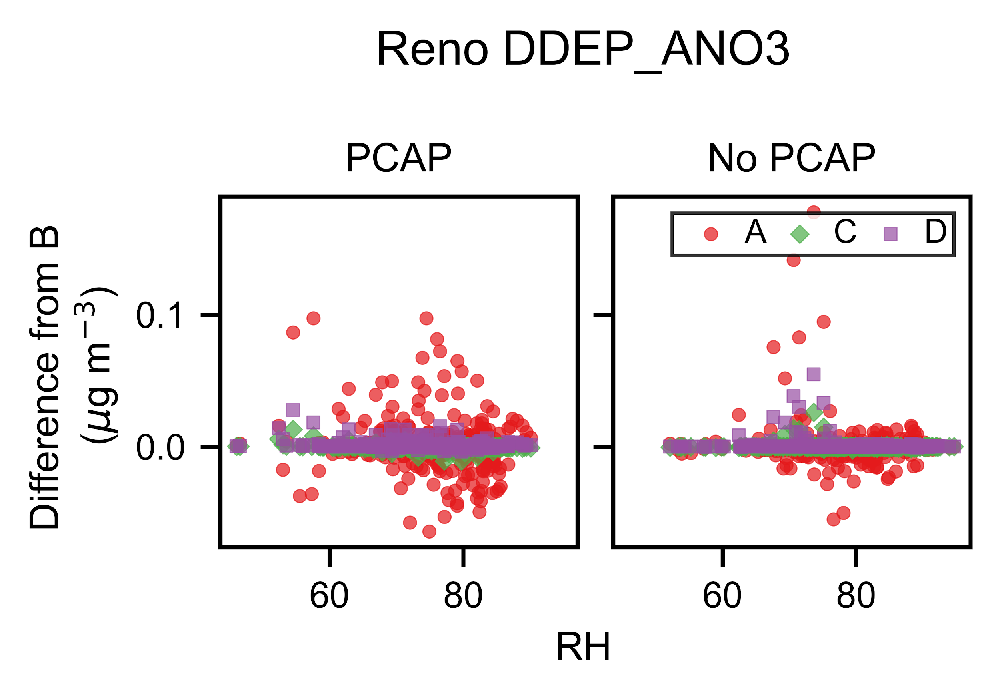 Reno DDEP_ANO3
PCAP
No PCAP
A C D
Difference from B
(μg m⁻³)
0.1
0.0
60 80
60 80
RH